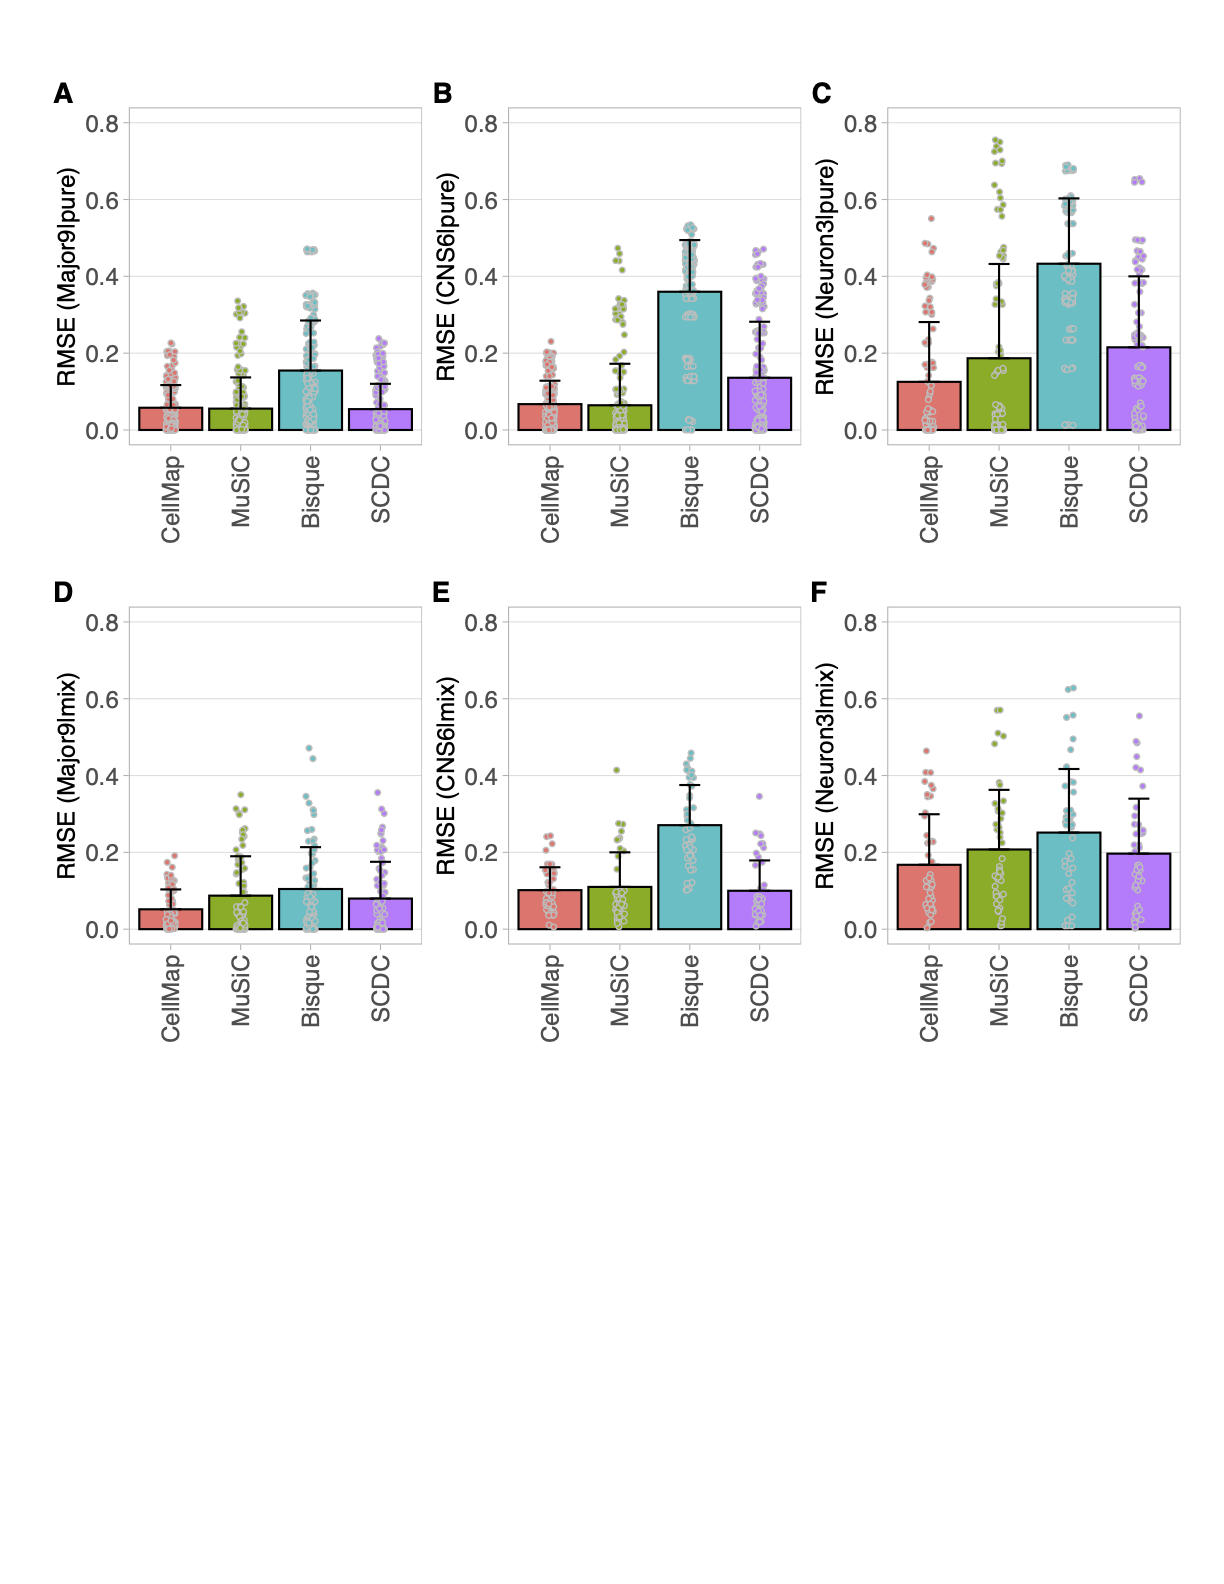 A
RMSE (Major9|pure)
0.8
0.6
0.4
0.2
0.0
CellMap
MuSiC
Bisque
SCDC
B
RMSE (CNS6|pure)
0.8
0.6
0.4
0.2
0.0
CellMap
MuSiC
Bisque
SCDC
C
RMSE (Neuron3|pure)
0.8
0.6
0.4
0.2
0.0
CellMap
MuSiC
Bisque
SCDC
D
RMSE (Major9|mix)
0.8
0.6
0.4
0.2
0.0
CellMap
MuSiC
Bisque
SCDC
E
RMSE (CNS6|mix)
0.8
0.6
0.4
0.2
0.0
CellMap
MuSiC
Bisque
SCDC
F
RMSE (Neuron3|mix)
0.8
0.6
0.4
0.2
0.0
CellMap
MuSiC
Bisque
SCDC